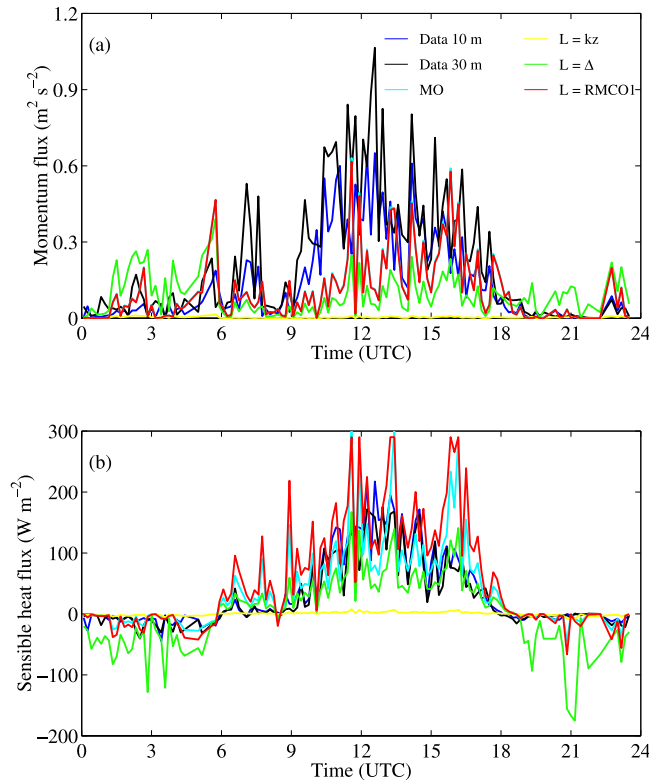 1.2
(a)
Data 10 m
L = kz
0.9
Data 30 m
L = Δ
MO
L = RMCO1
Momentum flux (m² s⁻²)
0.6
0.3
0
0 3 6 9 12 15 18 21 24
Time (UTC)
300
(b)
200
100
Sensible heat flux (W m⁻²)
0
−100
−200
0 3 6 9 12 15 18 21 24
Time (UTC)